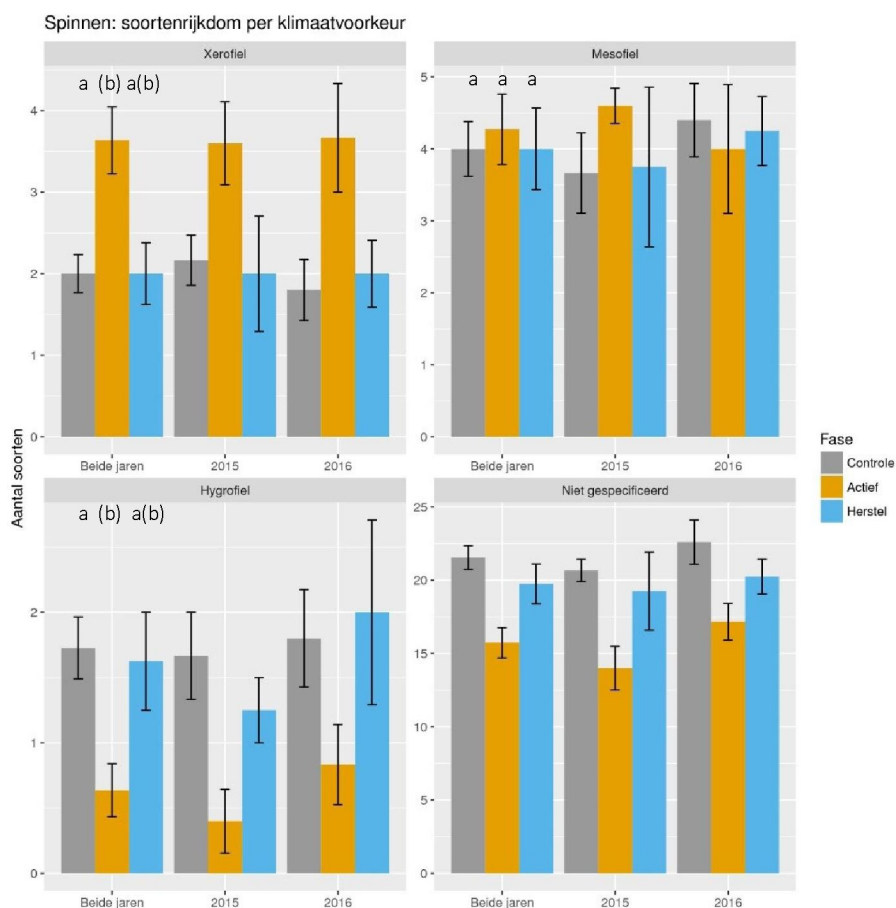 Spinnen: soortenrijkdom per klimaatvoorkeur
Xerofiel
a (b) a(b)
4
3
2
1
0
Beide jaren 2015 2016
Mesofiel
a a a
5
4
3
2
1
0
Beide jaren 2015 2016
Aantal soorten
Hygrofiel
a (b) a(b)
2
1
0
Beide jaren 2015 2016
Niet gespecificeerd
25
20
15
10
5
0
Beide jaren 2015 2016
Fase
Controle
Actief
Herstel